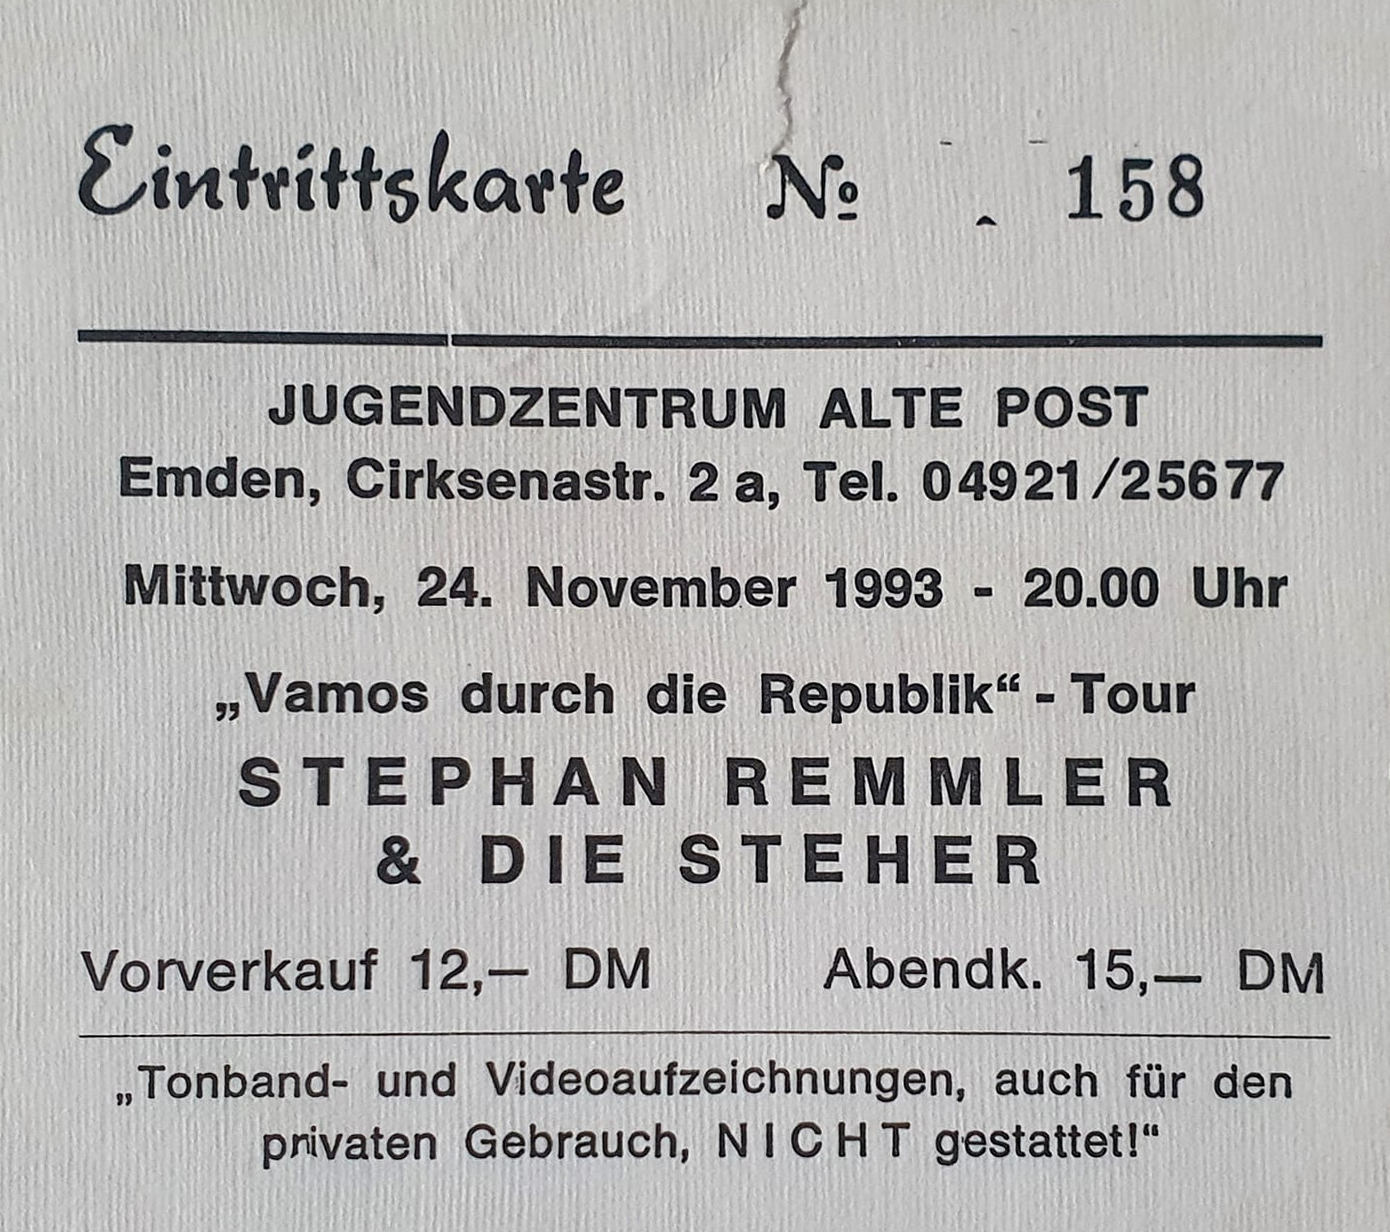 Eintrittskarte № 158
JUGENDZENTRUM ALTE POST
Emden, Cirksenastr. 2 a, Tel. 04921/25677
Mittwoch, 24. November 1993 - 20.00 Uhr
„Vamos durch die Republik“ - Tour
STEPHAN REMMLER
& DIE STEHER
Vorverkauf 12,— DM Abendk. 15,— DM
„Tonband- und Videoaufzeichnungen, auch für den
privaten Gebrauch, NICHT gestattet!“